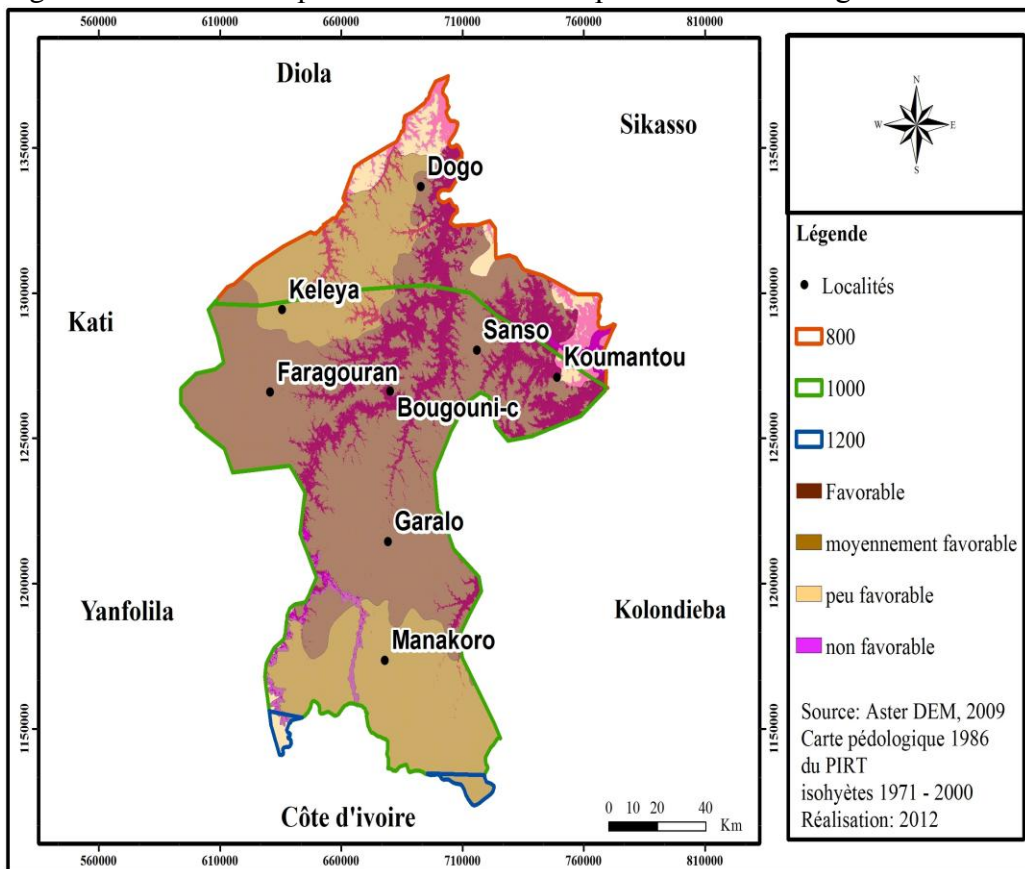 560000 610000 660000 710000 760000 810000
Diola
Sikasso
1350000
1350000
Dogo
1300000
1300000
Keleya
Kati
Sanso
Koumantou
Faragouran
Bougouni-c
1250000
1250000
Garalo
1200000
1200000
Yanfolila
Kolondieba
Manakoro
1150000
1150000
Côte d'ivoire
0 10 20 40
Km
560000 610000 660000 710000 760000 810000
N
W E
S
Légende
Localités
800
1000
1200
Favorable
moyennement favorable
peu favorable
non favorable
Source: Aster DEM, 2009
Carte pédologique 1986
du PIRT
isohyètes 1971 - 2000
Réalisation: 2012